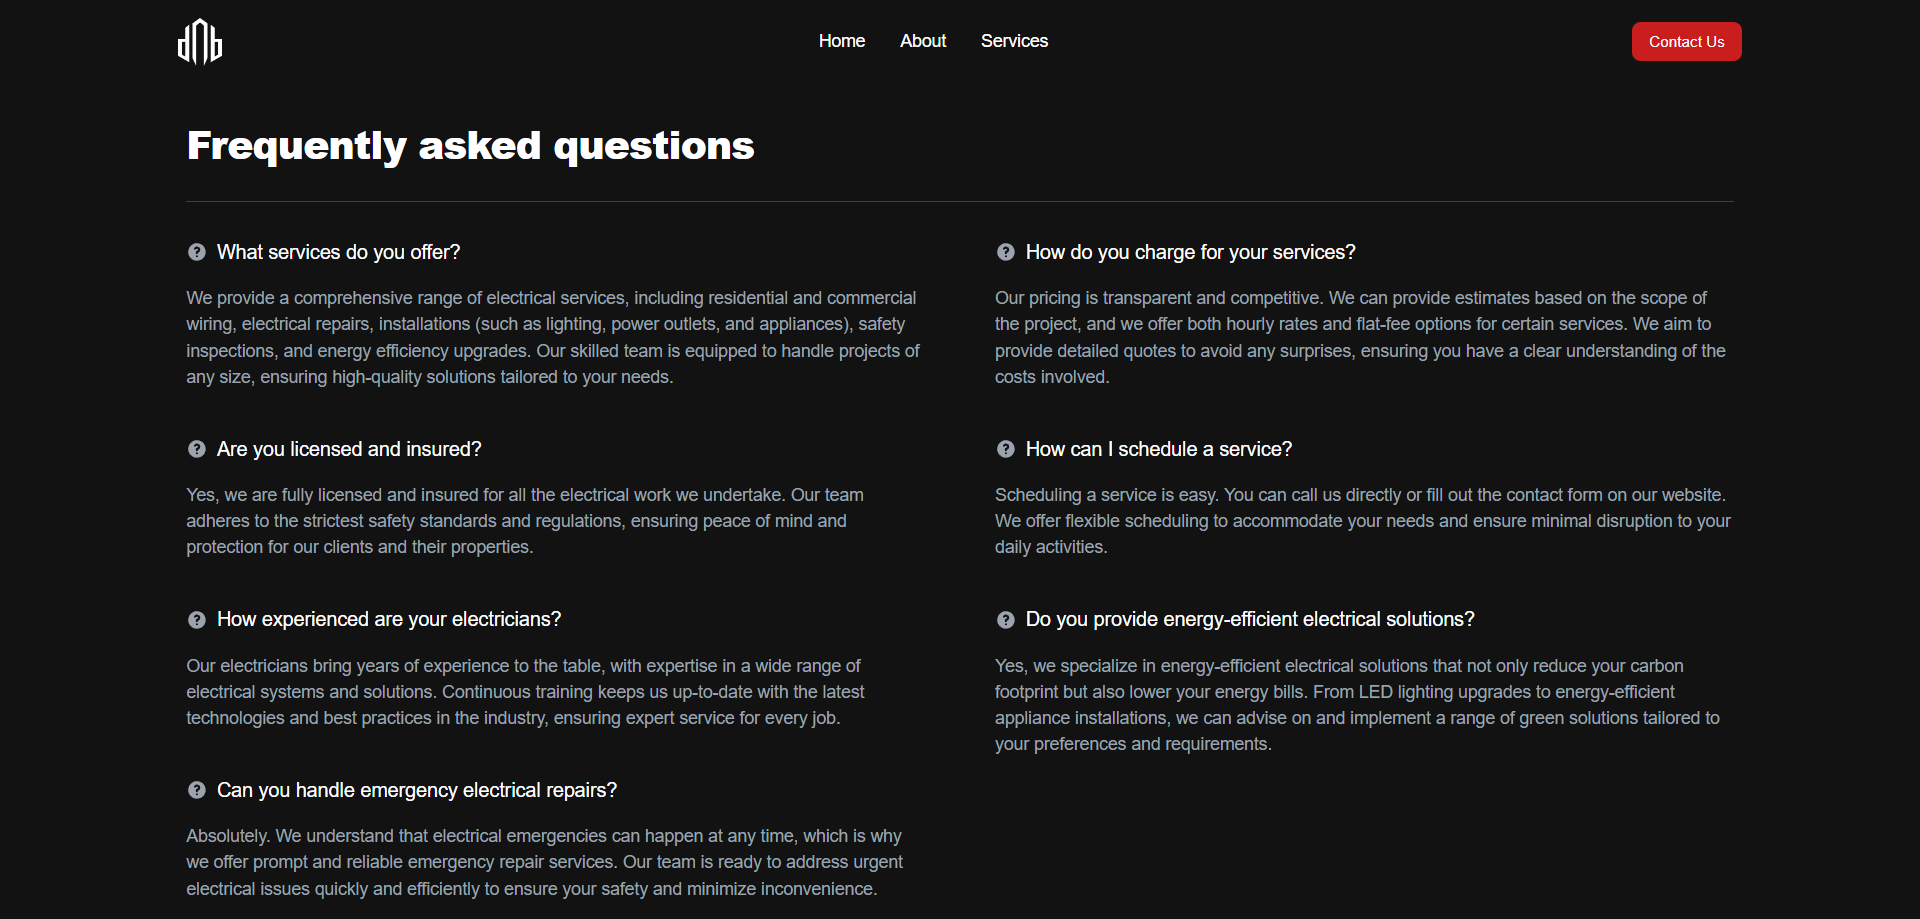 Home
About
Services
Contact Us
Frequently asked questions
What services do you offer?
We provide a comprehensive range of electrical services, including residential and commercial
wiring, electrical repairs, installations (such as lighting, power outlets, and appliances), safety
inspections, and energy efficiency upgrades. Our skilled team is equipped to handle projects of
any size, ensuring high-quality solutions tailored to your needs.
Are you licensed and insured?
Yes, we are fully licensed and insured for all the electrical work we undertake. Our team
adheres to the strictest safety standards and regulations, ensuring peace of mind and
protection for our clients and their properties.
How experienced are your electricians?
Our electricians bring years of experience to the table, with expertise in a wide range of
electrical systems and solutions. Continuous training keeps us up-to-date with the latest
technologies and best practices in the industry, ensuring expert service for every job.
Can you handle emergency electrical repairs?
Absolutely. We understand that electrical emergencies can happen at any time, which is why
we offer prompt and reliable emergency repair services. Our team is ready to address urgent
electrical issues quickly and efficiently to ensure your safety and minimize inconvenience.
How do you charge for your services?
Our pricing is transparent and competitive. We can provide estimates based on the scope of
the project, and we offer both hourly rates and flat-fee options for certain services. We aim to
provide detailed quotes to avoid any surprises, ensuring you have a clear understanding of the
costs involved.
How can I schedule a service?
Scheduling a service is easy. You can call us directly or fill out the contact form on our website.
We offer flexible scheduling to accommodate your needs and ensure minimal disruption to your
daily activities.
Do you provide energy-efficient electrical solutions?
Yes, we specialize in energy-efficient electrical solutions that not only reduce your carbon
footprint but also lower your energy bills. From LED lighting upgrades to energy-efficient
appliance installations, we can advise on and implement a range of green solutions tailored to
your preferences and requirements.